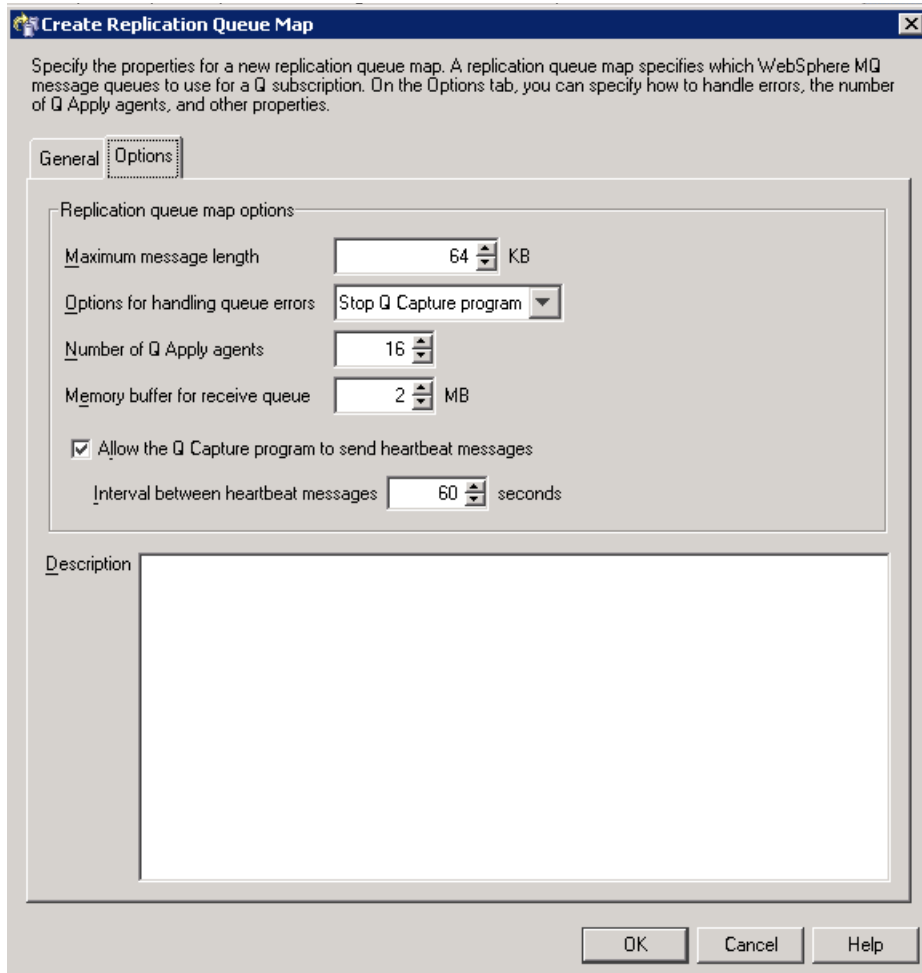 Create Replication Queue Map
Specify the properties for a new replication queue map. A replication queue map specifies which WebSphere MQ
message queues to use for a Q subscription. On the Options tab, you can specify how to handle errors, the number
of Q Apply agents, and other properties.
General Options
Replication queue map options
Maximum message length 64 KB
Options for handling queue errors Stop Q Capture program
Number of Q Apply agents 16
Memory buffer for receive queue 2 MB
Allow the Q Capture program to send heartbeat messages
Interval between heartbeat messages 60 seconds
Description
OK Cancel Help